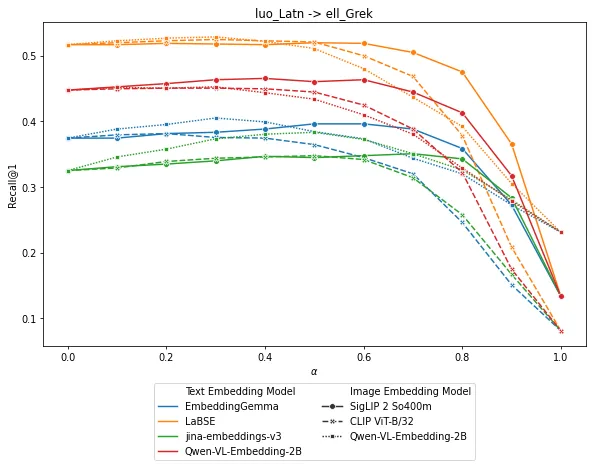 luo_Latn -> ell_Grek
Recall@1
0.5
0.4
0.3
0.2
0.1
0.0 0.2 0.4 0.6 0.8 1.0
α
Text Embedding Model Image Embedding Model
EmbeddingGemma SigLIP 2 So400m
LaBSE CLIP ViT-B/32
jina-embeddings-v3 Qwen-VL-Embedding-2B
Qwen-VL-Embedding-2B